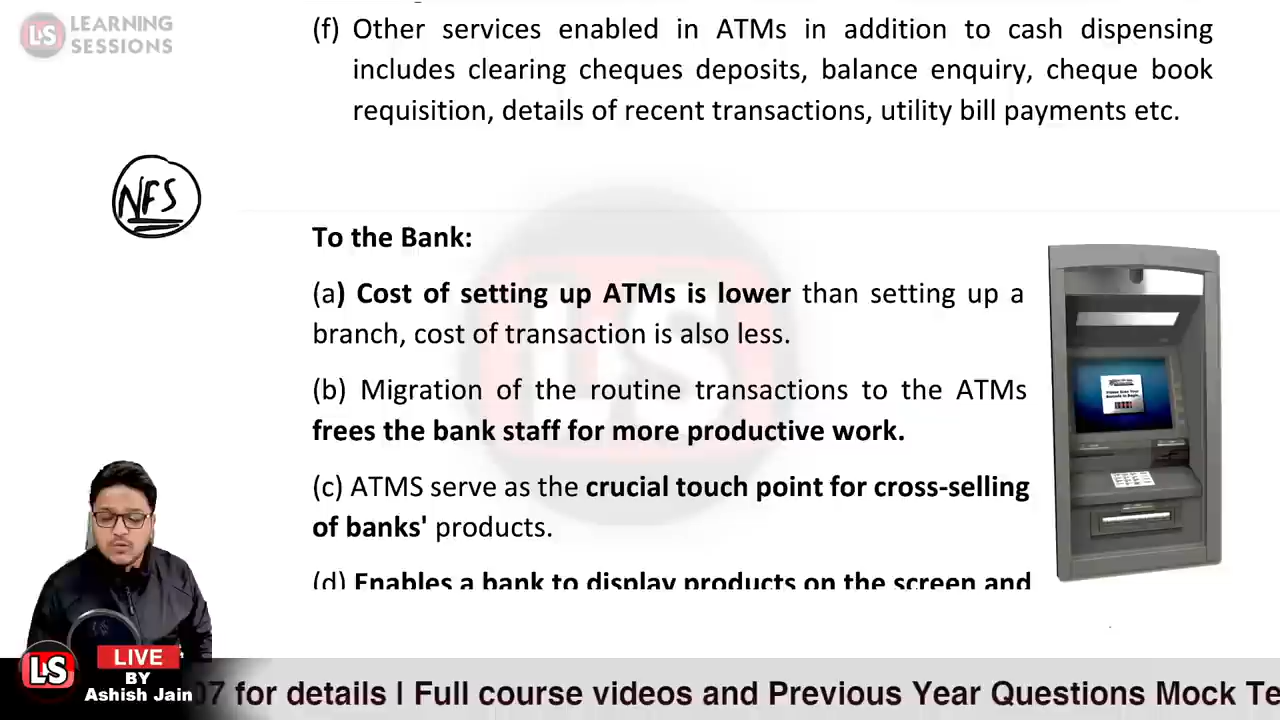 LS LEARNING
SESSIONS
(f) Other services enabled in ATMs in addition to cash dispensing
includes clearing cheques deposits, balance enquiry, cheque book
requisition, details of recent transactions, utility bill payments etc.
NFS
To the Bank:
(a) Cost of setting up ATMs is lower than setting up a
branch, cost of transaction is also less.
(b) Migration of the routine transactions to the ATMs
frees the bank staff for more productive work.
(c) ATMS serve as the crucial touch point for cross-selling
of banks' products.
(d) Enables a bank to display products on the screen and
LS
LS
LIVE
BY
Ashish Jain
07 for details | Full course videos and Previous Year Questions Mock Te